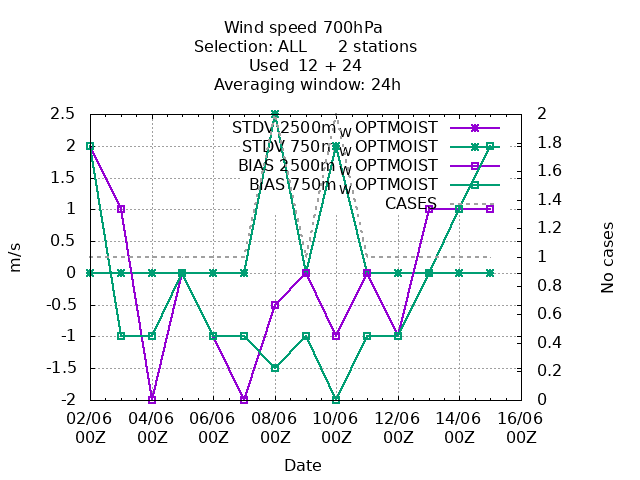 Wind speed 700hPa
Selection: ALL 2 stations
Used 12 + 24
Averaging window: 24h
STDV 2500m_W OPTMOIST
STDV 750m_W OPTMOIST
BIAS 2500m_W OPTMOIST
BIAS 750m_W OPTMOIST
CASES
m/s
2.5
2
1.5
1
0.5
0
-0.5
-1
-1.5
-2
No cases
2
1.8
1.6
1.4
1.2
1
0.8
0.6
0.4
0.2
0
02/06 04/06 06/06 08/06 10/06 12/06 14/06 16/06
00Z 00Z 00Z 00Z 00Z 00Z 00Z 00Z
Date